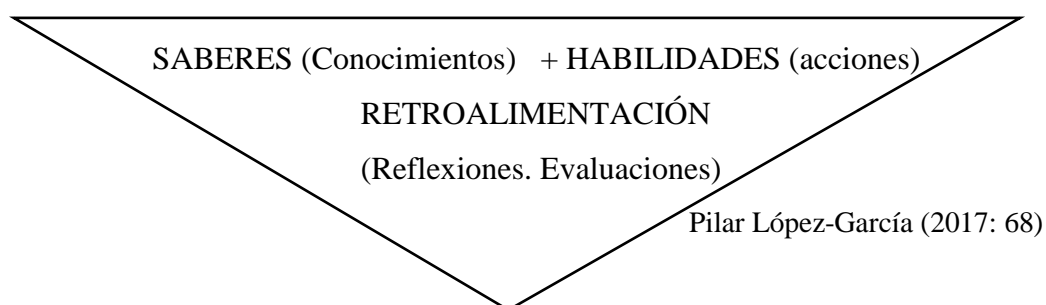 SABERES (Conocimientos) + HABILIDADES (acciones)
RETROALIMENTACIÓN
(Reflexiones. Evaluaciones)
Pilar López-García (2017: 68)